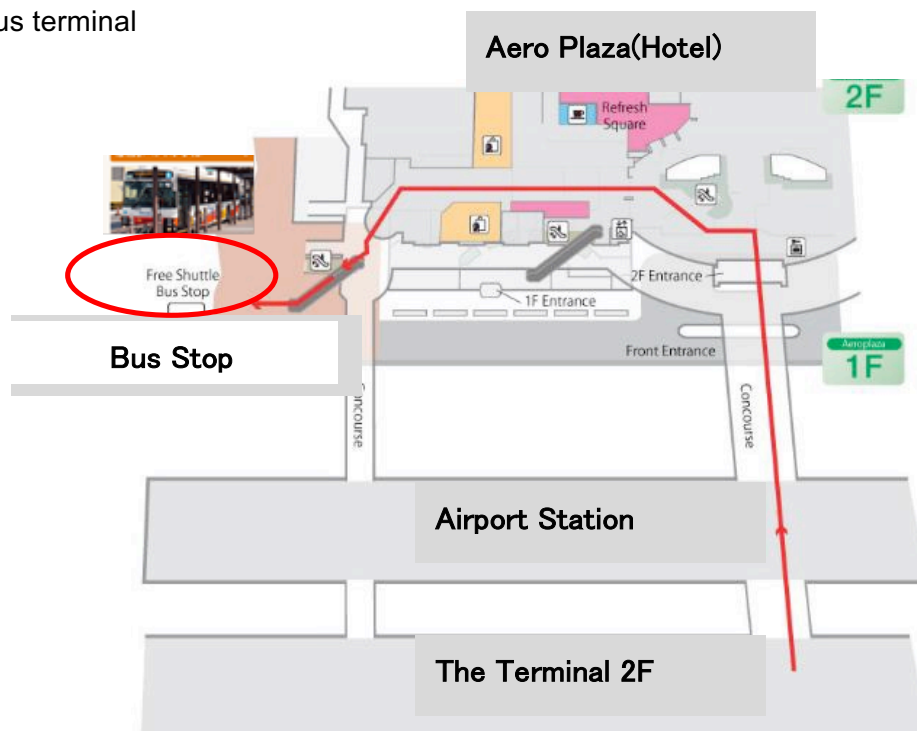 us terminal
Aero Plaza(Hotel)
2F
Refresh
Square
Free Shuttle
Bus Stop
2F Entrance
1F Entrance
Bus Stop
Front Entrance
Aeroplaza
1F
Concourse
oncourse
Airport Station
The Terminal 2F